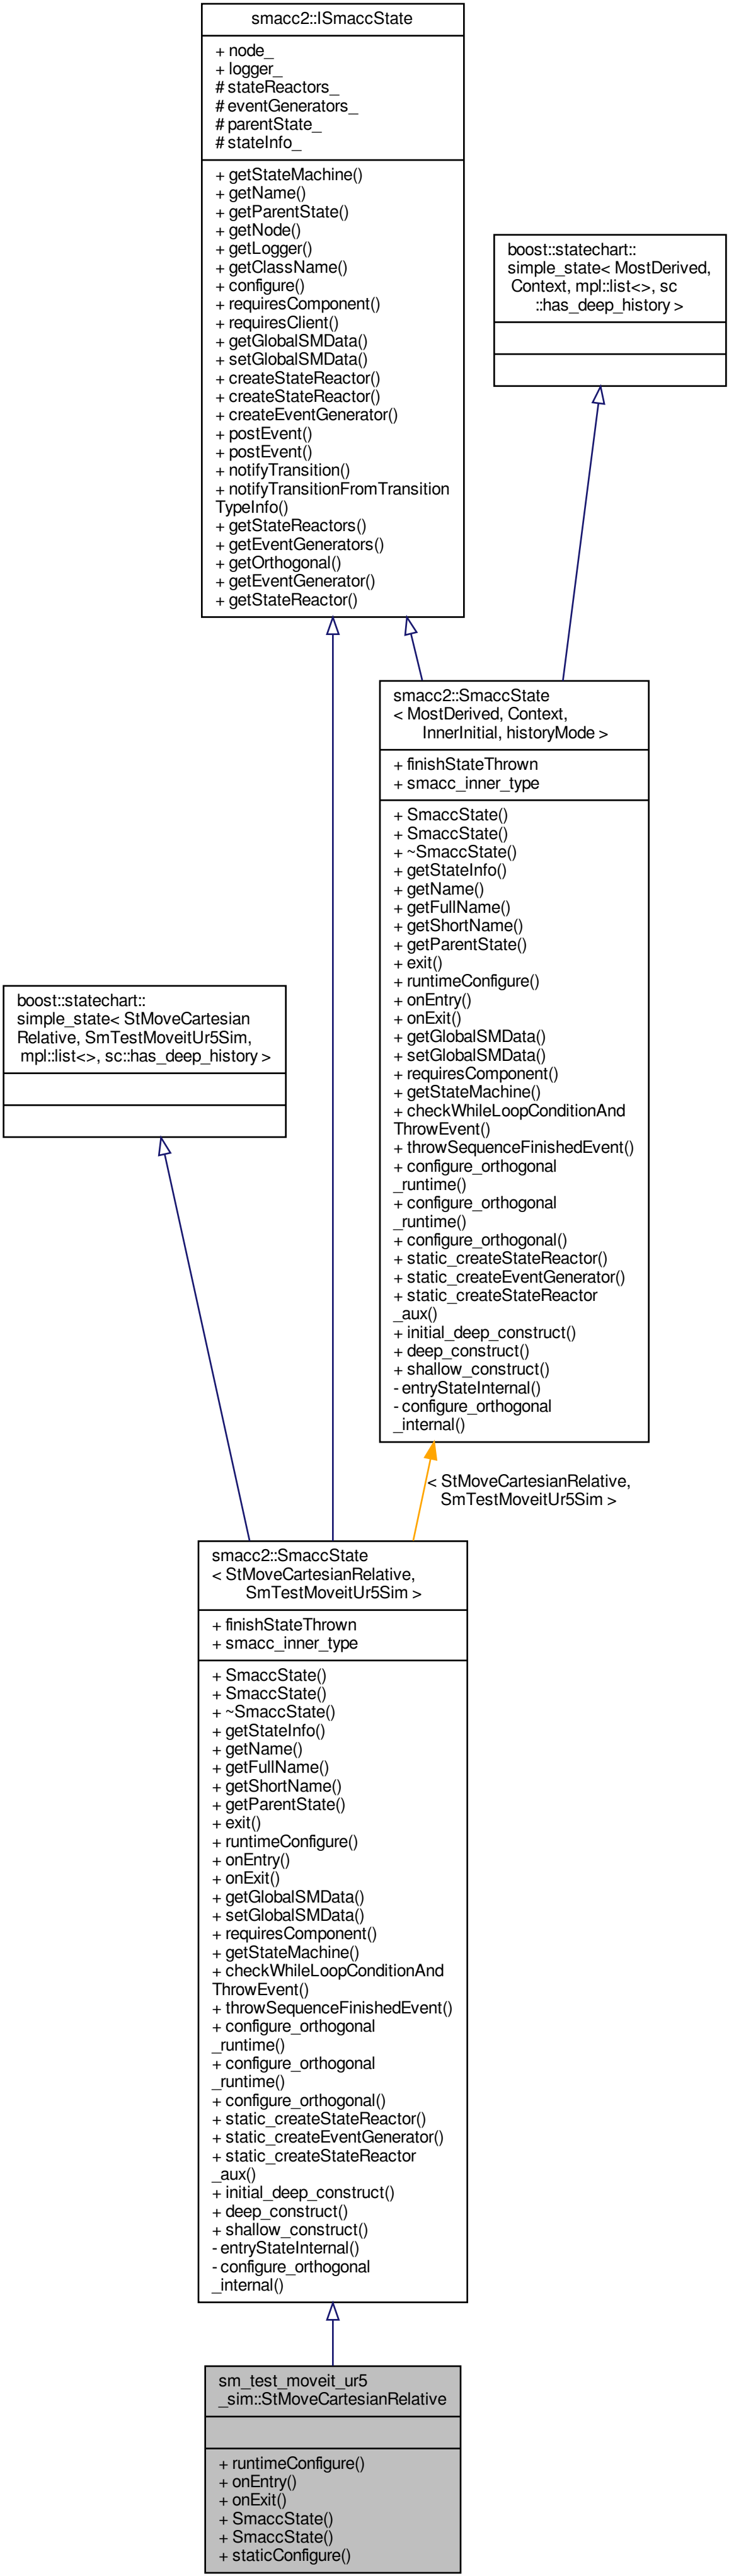 smacc2::ISmaccState
+ node_
+ logger_
# stateReactors_
# eventGenerators_
# parentState_
# stateInfo_
+ getStateMachine()
+ getName()
+ getParentState()
+ getNode()
+ getLogger()
+ getClassName()
+ configure()
+ requiresComponent()
+ requiresClient()
+ getGlobalSMData()
+ setGlobalSMData()
+ createStateReactor()
+ createStateReactor()
+ createEventGenerator()
+ postEvent()
+ postEvent()
+ notifyTransition()
+ notifyTransitionFromTransition
TypeInfo()
+ getStateReactors()
+ getEventGenerators()
+ getOrthogonal()
+ getEventGenerator()
+ getStateReactor()
boost::statechart::
simple_state< MostDerived,
Context, mpl::list<>, sc
::has_deep_history >
smacc2::SmaccState
< MostDerived, Context,
InnerInitial, historyMode >
+ finishStateThrown
+ smacc_inner_type
+ SmaccState()
+ SmaccState()
+ ~SmaccState()
+ getStateInfo()
+ getName()
+ getFullName()
+ getShortName()
+ getParentState()
+ exit()
+ runtimeConfigure()
+ onEntry()
+ onExit()
+ getGlobalSMData()
+ setGlobalSMData()
+ requiresComponent()
+ getStateMachine()
+ checkWhileLoopConditionAnd
ThrowEvent()
+ throwSequenceFinishedEvent()
+ configure_orthogonal
_runtime()
+ configure_orthogonal
_runtime()
+ configure_orthogonal()
+ static_createStateReactor()
+ static_createEventGenerator()
+ static_createStateReactor
_aux()
+ initial_deep_construct()
+ deep_construct()
+ shallow_construct()
- entryStateInternal()
- configure_orthogonal
_internal()
boost::statechart::
simple_state< StMoveCartesian
Relative, SmTestMoveitUr5Sim,
mpl::list<>, sc::has_deep_history >
< StMoveCartesianRelative,
SmTestMoveitUr5Sim >
smacc2::SmaccState
< StMoveCartesianRelative,
SmTestMoveitUr5Sim >
+ finishStateThrown
+ smacc_inner_type
+ SmaccState()
+ SmaccState()
+ ~SmaccState()
+ getStateInfo()
+ getName()
+ getFullName()
+ getShortName()
+ getParentState()
+ exit()
+ runtimeConfigure()
+ onEntry()
+ onExit()
+ getGlobalSMData()
+ setGlobalSMData()
+ requiresComponent()
+ getStateMachine()
+ checkWhileLoopConditionAnd
ThrowEvent()
+ throwSequenceFinishedEvent()
+ configure_orthogonal
_runtime()
+ configure_orthogonal
_runtime()
+ configure_orthogonal()
+ static_createStateReactor()
+ static_createEventGenerator()
+ static_createStateReactor
_aux()
+ initial_deep_construct()
+ deep_construct()
+ shallow_construct()
- entryStateInternal()
- configure_orthogonal
_internal()
sm_test_moveit_ur5
_sim::StMoveCartesianRelative
+ runtimeConfigure()
+ onEntry()
+ onExit()
+ SmaccState()
+ SmaccState()
+ staticConfigure()